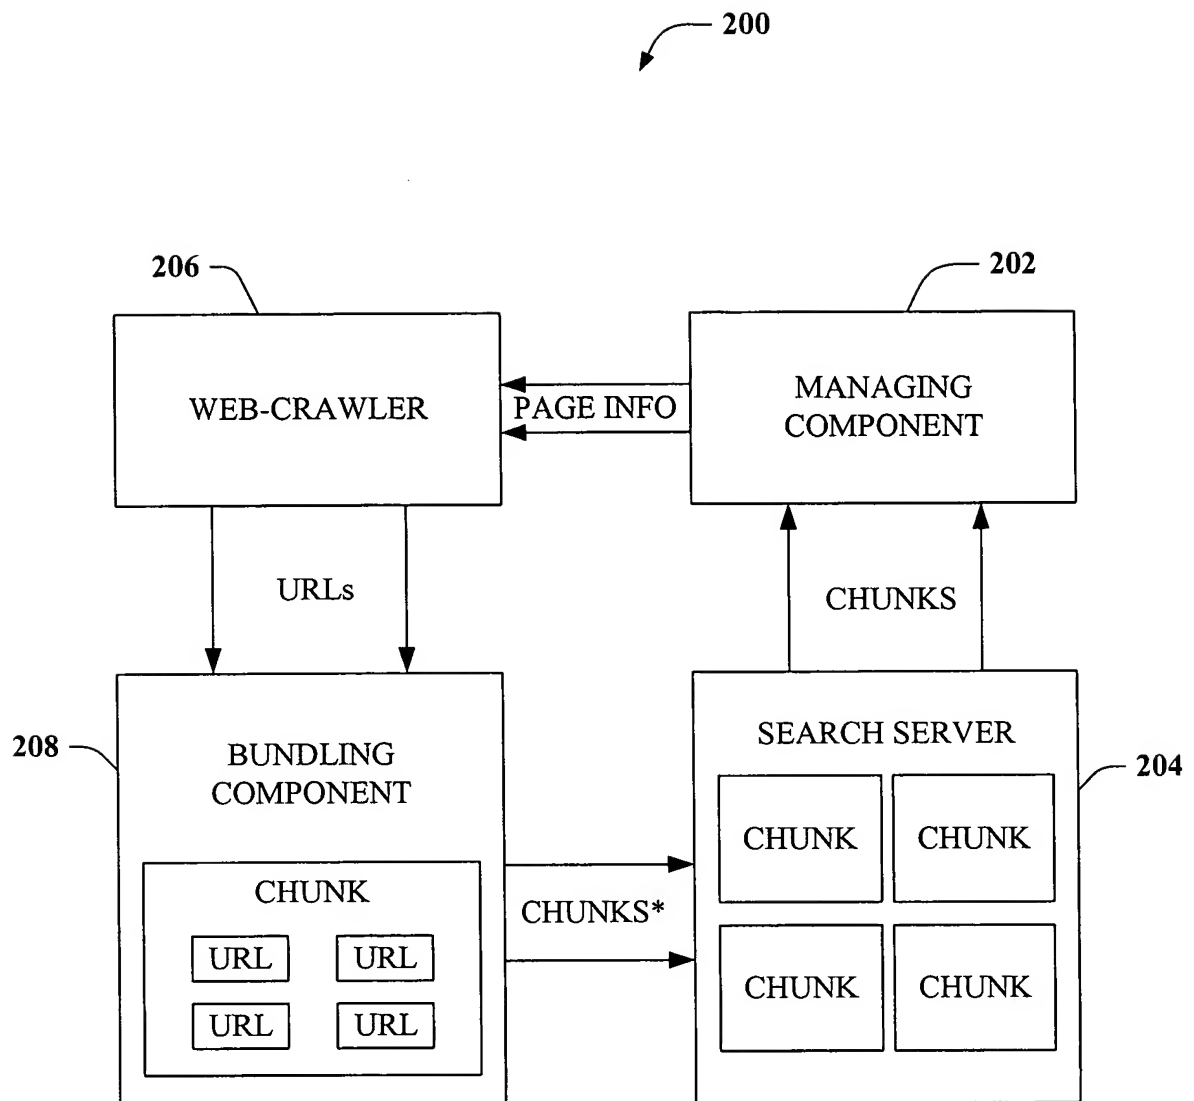 200
206
202
WEB-CRAWLER
PAGE INFO
MANAGING
COMPONENT
URLs
CHUNKS
208
BUNDLING
COMPONENT
CHUNK
URL URL
URL URL
CHUNKS*
SEARCH SERVER
204
CHUNK CHUNK
CHUNK CHUNK